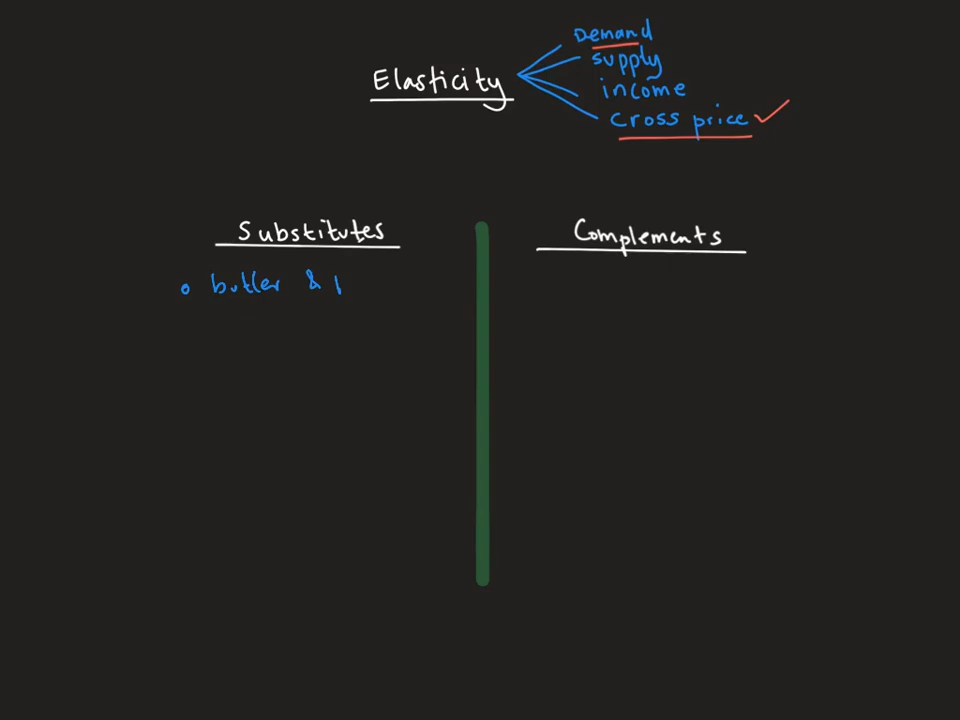 Demand
supply
Elasticity
income
cross price
Substitutes
Complements
butter &